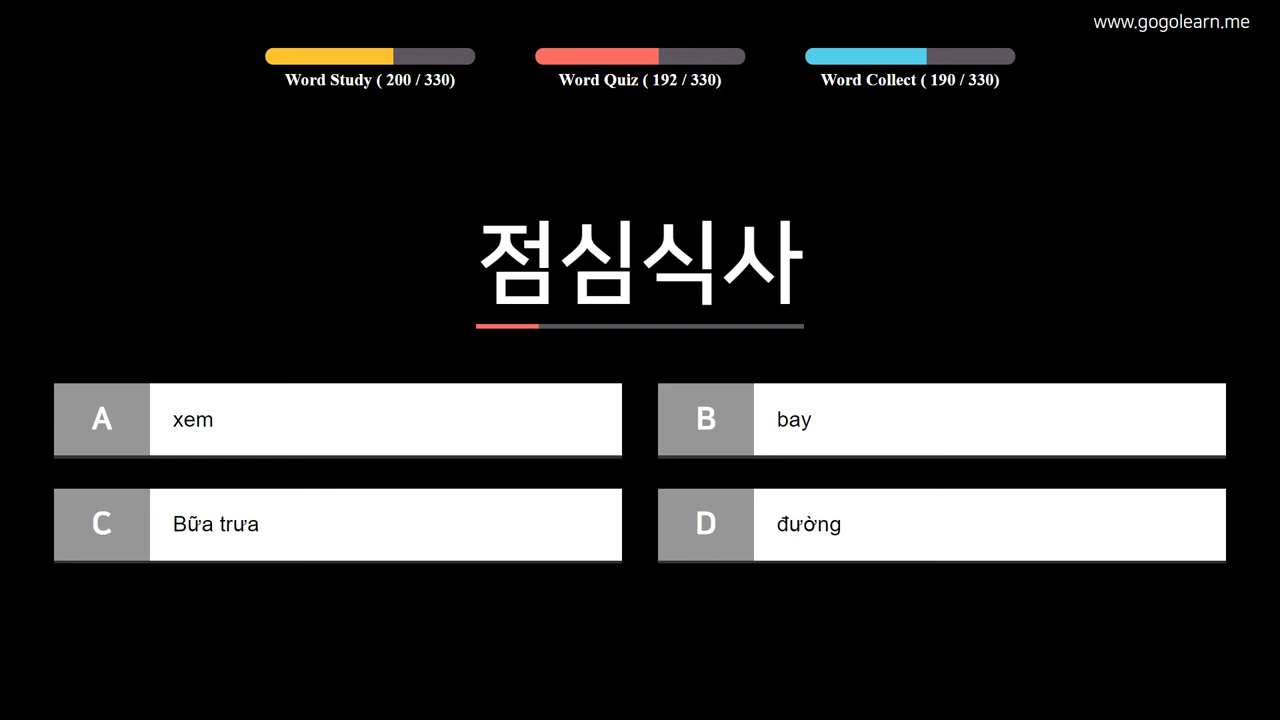 www.gogolearn.me
Word Study ( 200 / 330)
Word Quiz ( 192 / 330)
Word Collect ( 190 / 330)
점심식사
A
xem
B
bay
C
Bữa trưa
D
đường